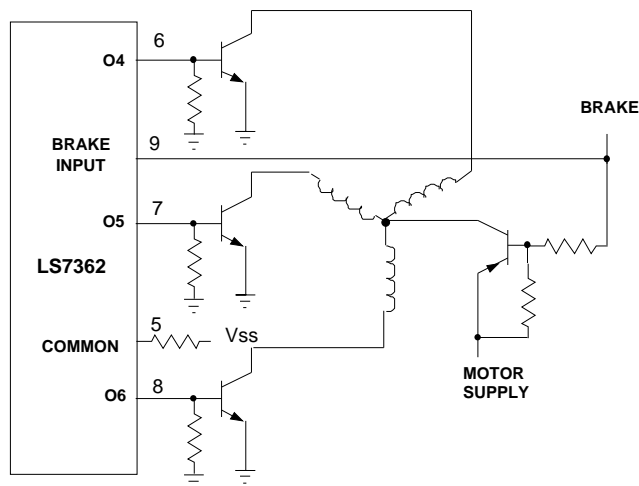 6
O4
BRAKE
BRAKE
INPUT
9
O5
7
LS7362
5
COMMON
Vss
O6
8
MOTOR
SUPPLY